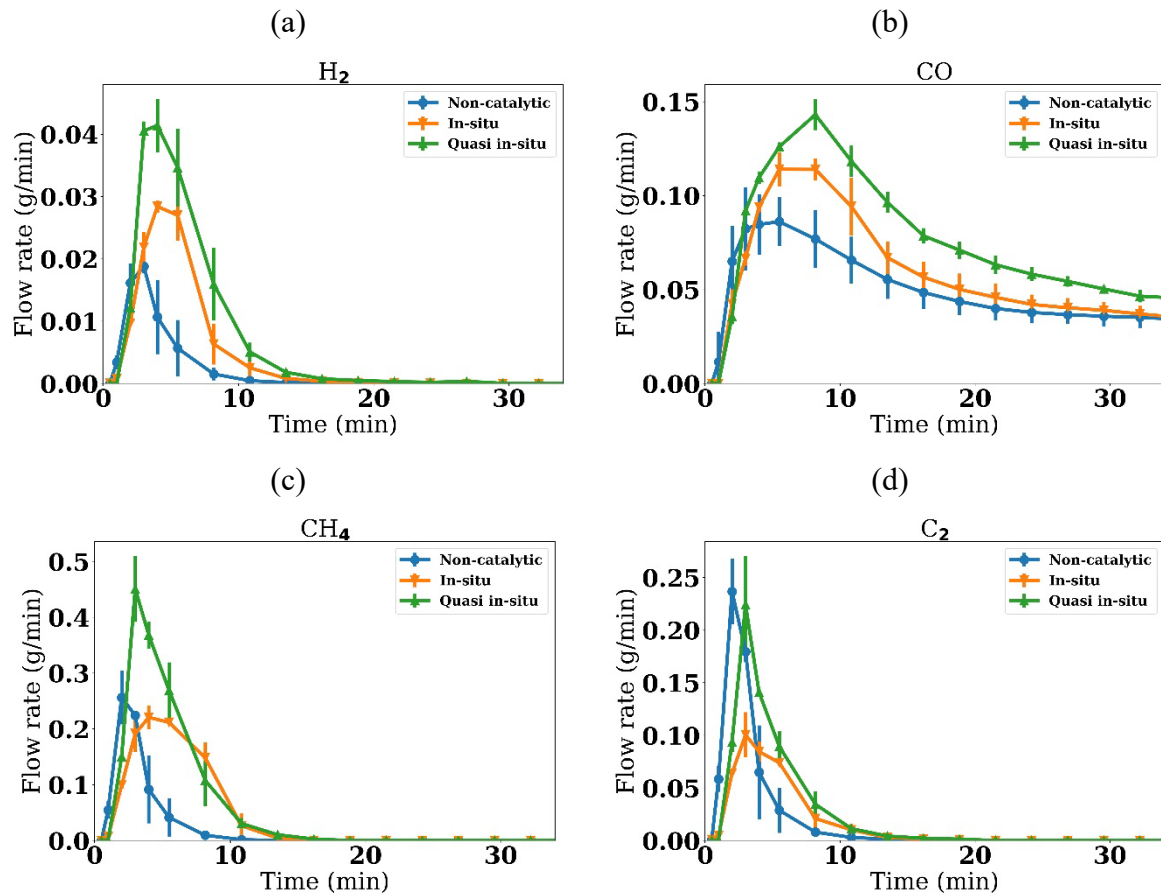 (a)
H₂
Flow rate (g/min)
0.04
0.03
0.02
0.01
0.00
0
10
20
30
Time (min)
Non-catalytic
In-situ
Quasi in-situ
(b)
CO
Flow rate (g/min)
0.15
0.10
0.05
0.00
0
10
20
30
Time (min)
Non-catalytic
In-situ
Quasi in-situ
(c)
CH₄
Flow rate (g/min)
0.5
0.4
0.3
0.2
0.1
0.0
0
10
20
30
Time (min)
Non-catalytic
In-situ
Quasi in-situ
(d)
C₂
Flow rate (g/min)
0.25
0.20
0.15
0.10
0.05
0.00
0
10
20
30
Time (min)
Non-catalytic
In-situ
Quasi in-situ